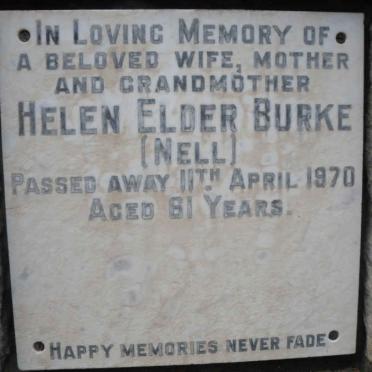 IN LOVING MEMORY OF
A BELOVED WIFE, MOTHER
AND GRANDMOTHER
HELEN ELDER BURKE
(NELL)
PASSED AWAY 11TH APRIL 1970
AGED 61 YEARS.
HAPPY MEMORIES NEVER FADE